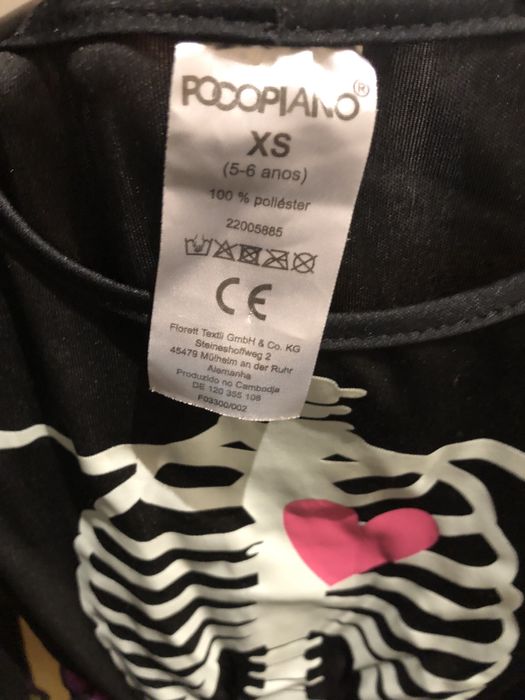 POCOPIANO®
XS
(5-6 anos)
100 % poliéster
22005885
CE
Florett Textil GmbH & Co. KG
Steineshoffweg 2
45479 Mülheim an der Ruhr
Alemanha
Produzido no Cambodja
DE 120 355 108
F03300/002